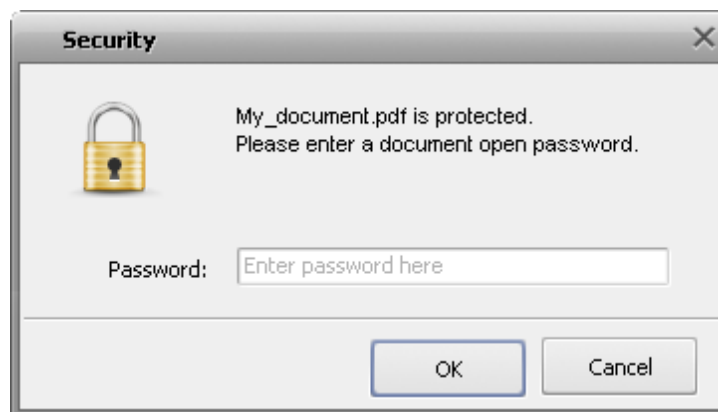 Security
My_document.pdf is protected.
Please enter a document open password.
Password:
Enter password here
OK
Cancel